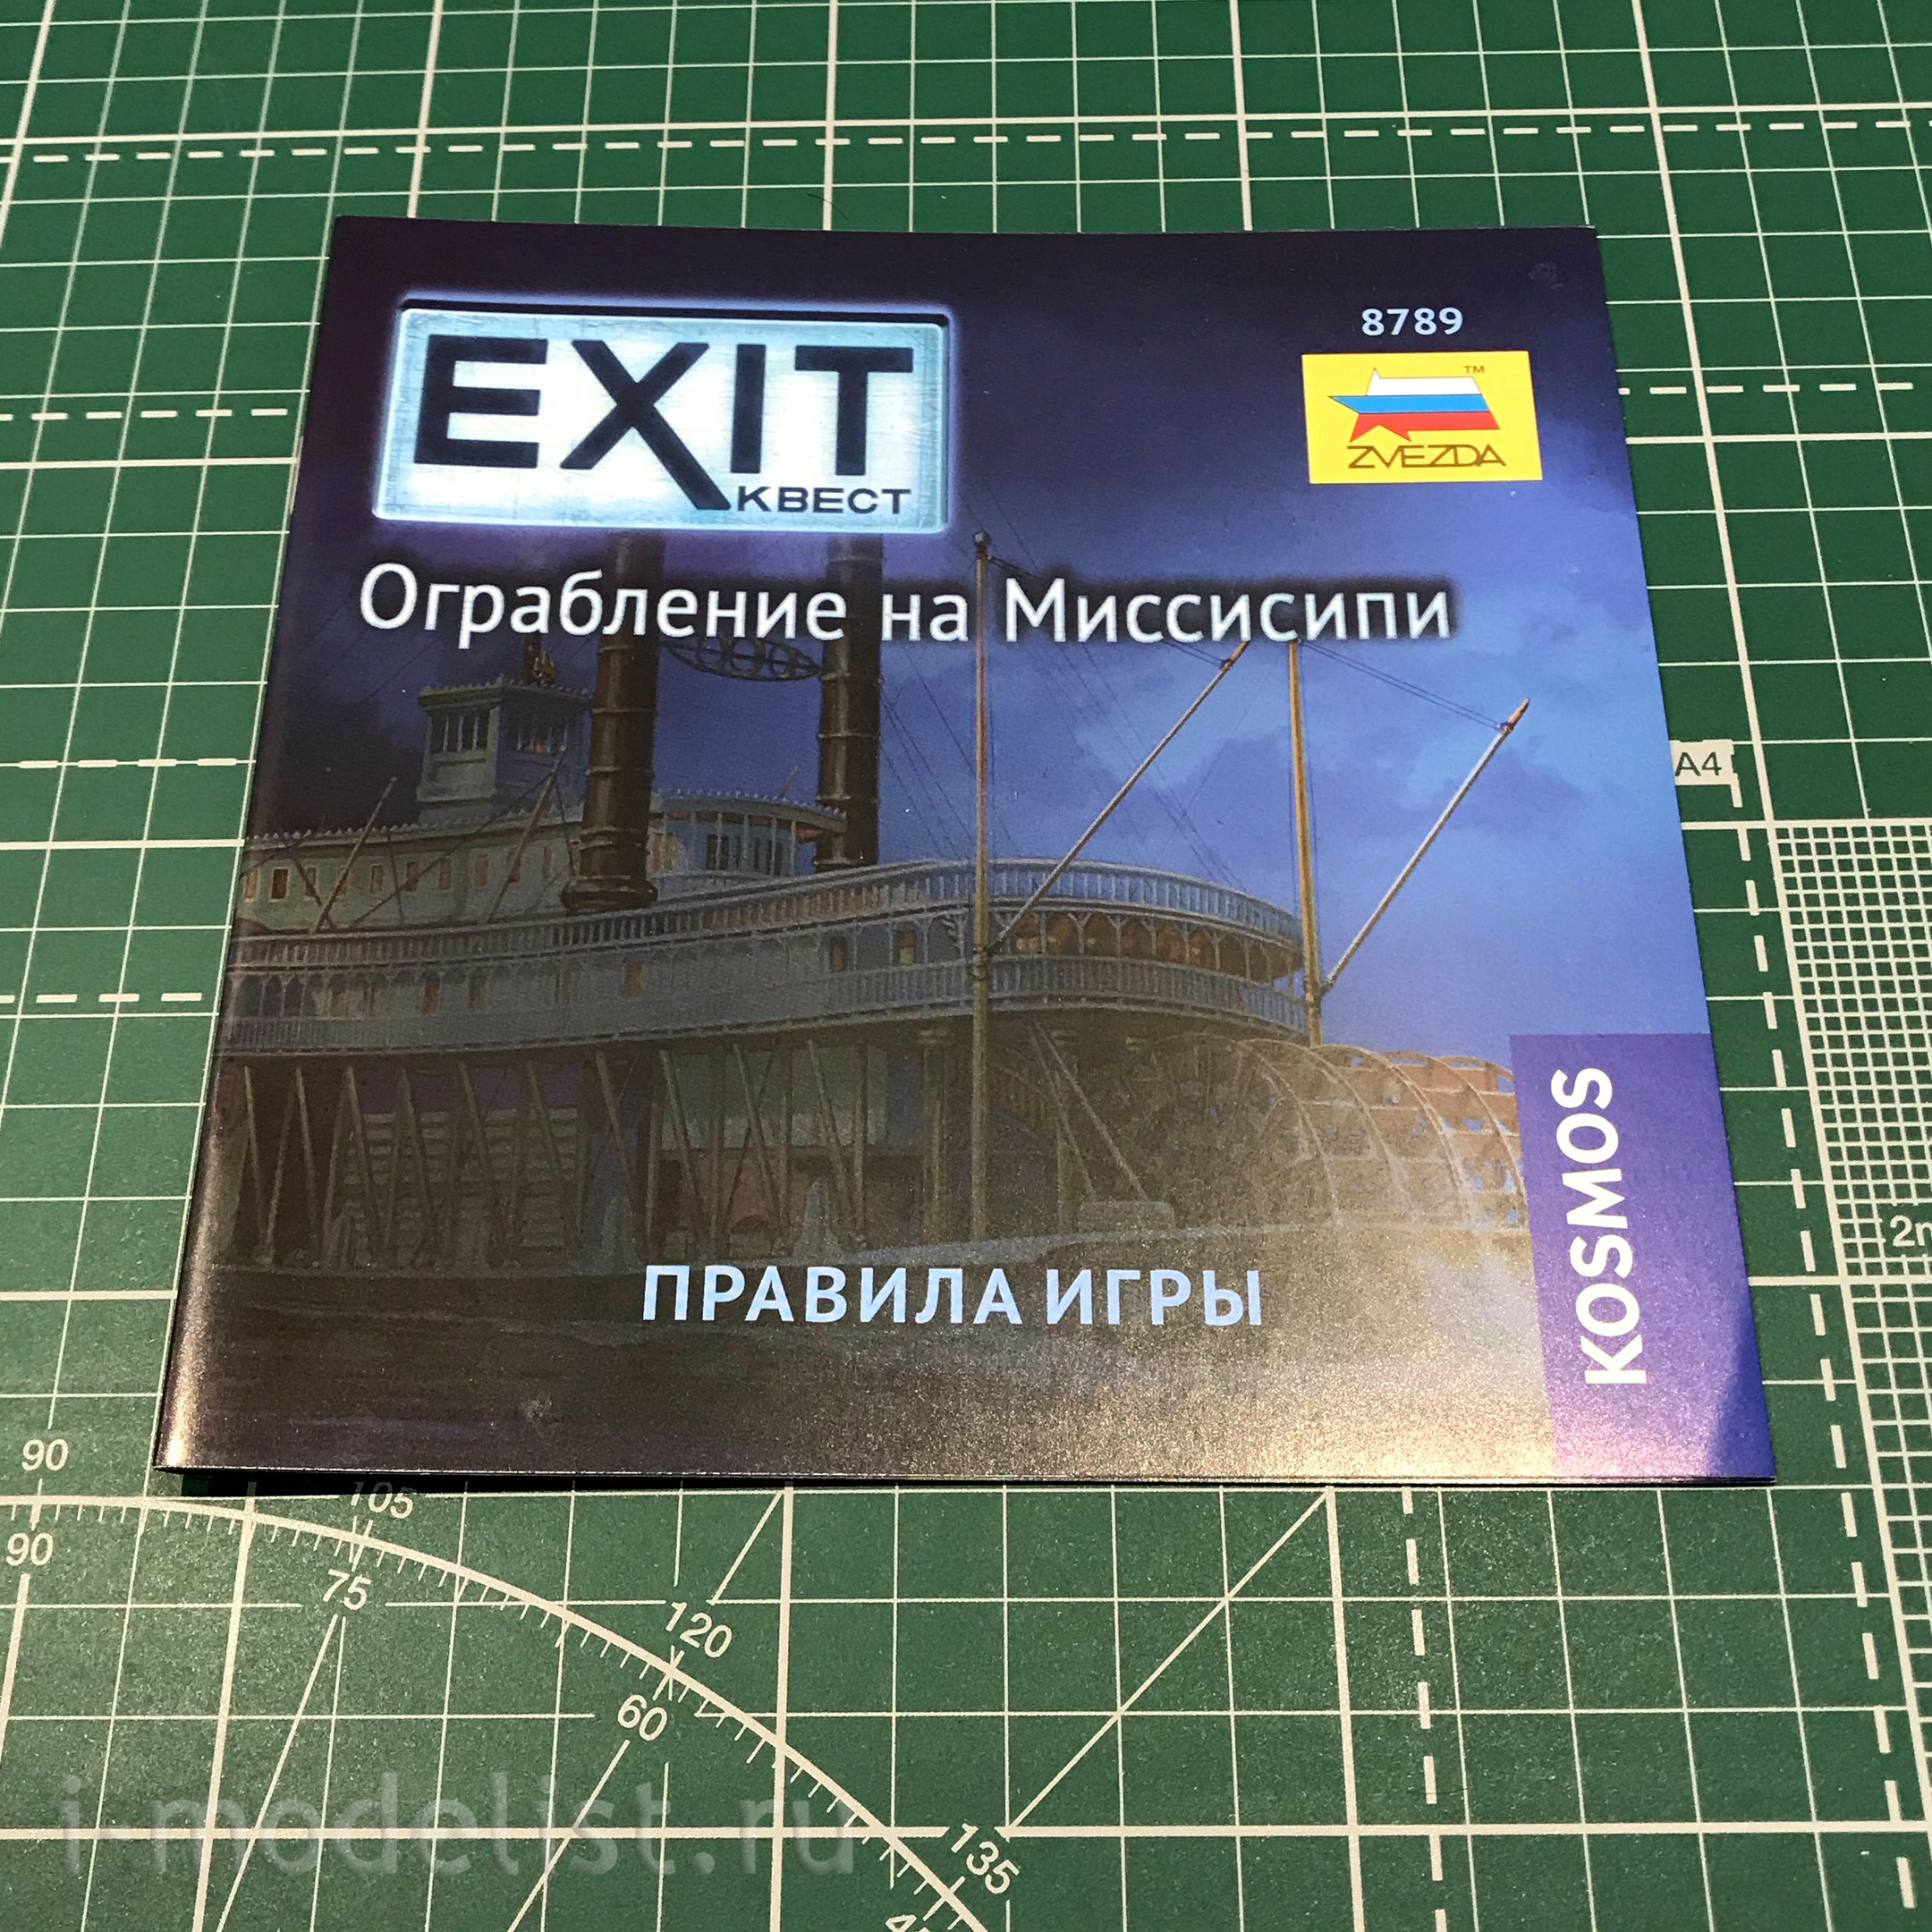 EXIT
КВЕСТ
8789
TM
ZVEZDA
Ограбление на Миссисипи
A4
KOSMOS
ПРАВИЛА ИГРЫ
90
105
90
75
120
60
135
i-modelist.ru